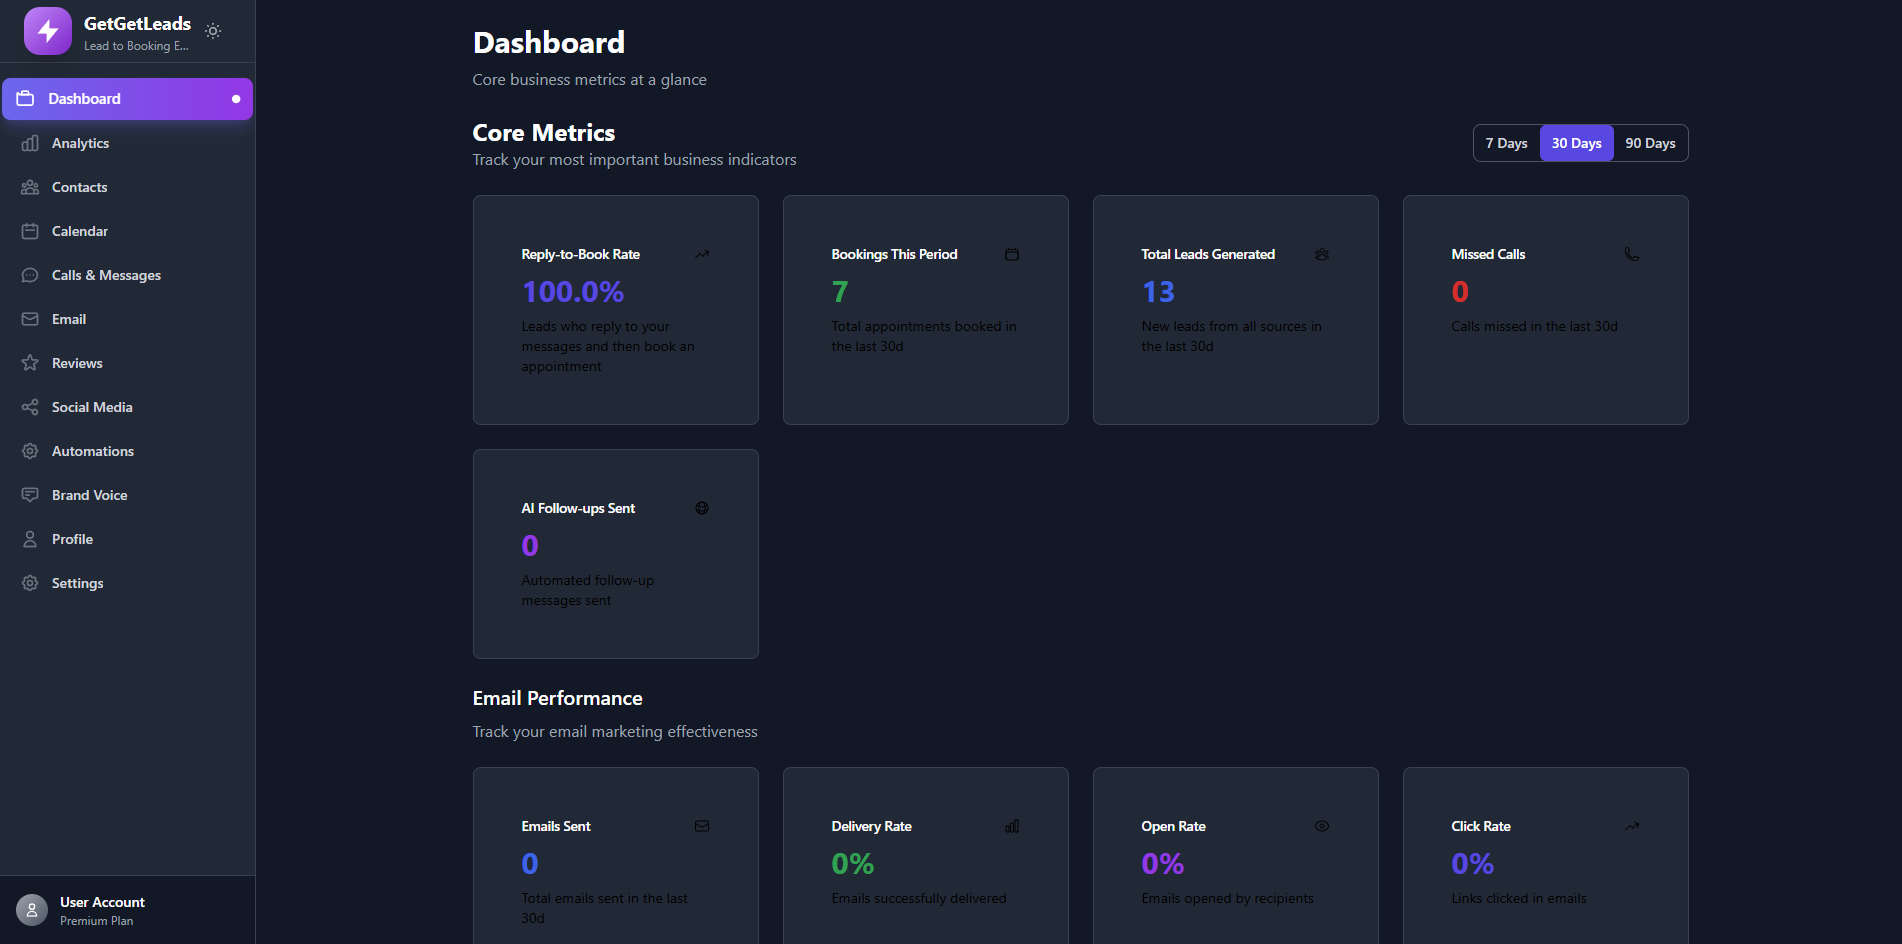 GetGetLeads
Lead to Booking E...
Dashboard
Analytics
Contacts
Calendar
Calls & Messages
Email
Reviews
Social Media
Automations
Brand Voice
Profile
Settings
User Account
Premium Plan
Dashboard
Core business metrics at a glance
Core Metrics
Track your most important business indicators
7 Days
30 Days
90 Days
Reply-to-Book Rate
100.0%
Leads who reply to your
messages and then book an
appointment
Bookings This Period
7
Total appointments booked in
the last 30d
Total Leads Generated
13
New leads from all sources in
the last 30d
Missed Calls
0
Calls missed in the last 30d
AI Follow-ups Sent
0
Automated follow-up
messages sent
Email Performance
Track your email marketing effectiveness
Emails Sent
0
Total emails sent in the last
30d
Delivery Rate
0%
Emails successfully delivered
Open Rate
0%
Emails opened by recipients
Click Rate
0%
Links clicked in emails